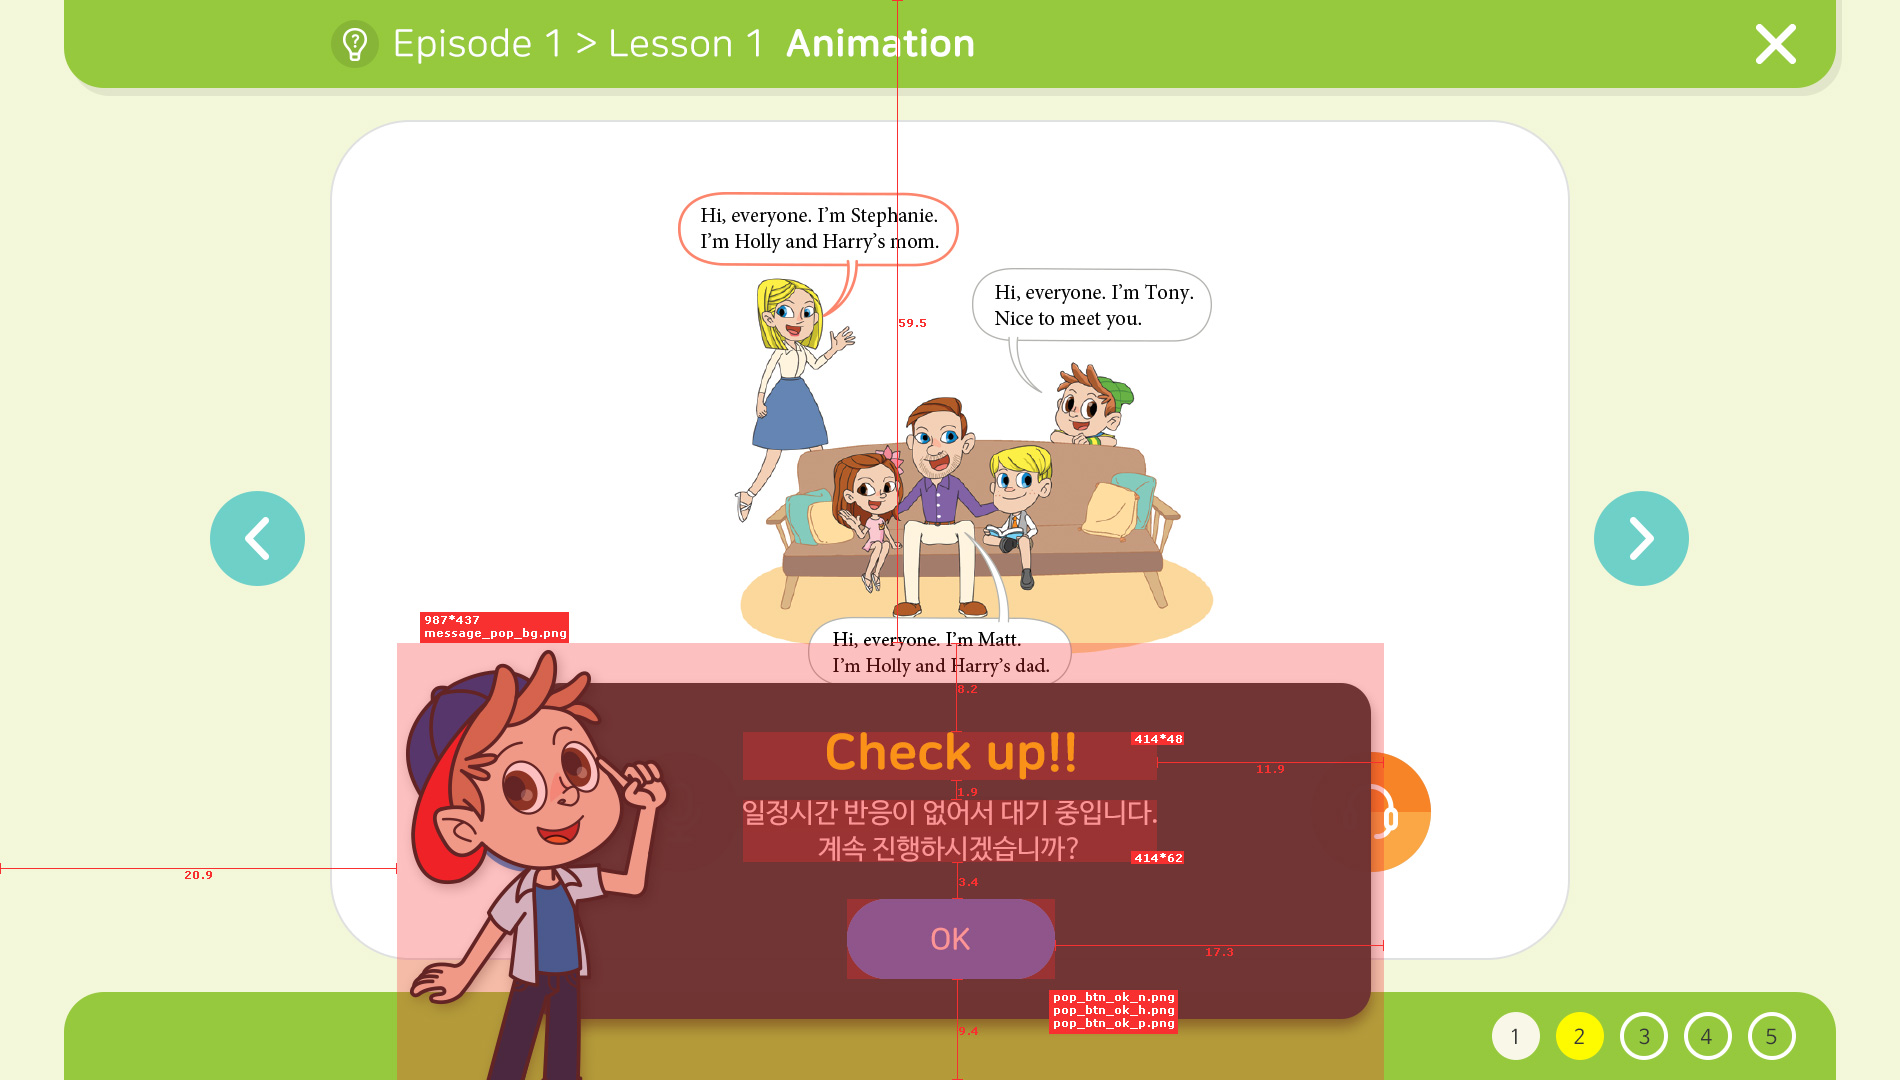 Episode 1 > Lesson 1 Animation
Hi, everyone. I'm Stephanie.
I'm Holly and Harry's mom.
Hi, everyone. I'm Tony.
Nice to meet you.
59.5
987*437
message_pop_bg.png
Hi, everyone. I'm Matt.
I'm Holly and Harry's dad.
8.2
Check up!!
414*48
11.9
1.9
일정시간 반응이 없어서 대기 중입니다.
계속 진행하시겠습니까?
414*62
20.9
3.4
OK
17.3
pop_btn_ok_n.png
pop_btn_ok_h.png
pop_btn_ok_p.png
9.4
1 2 3 4 5